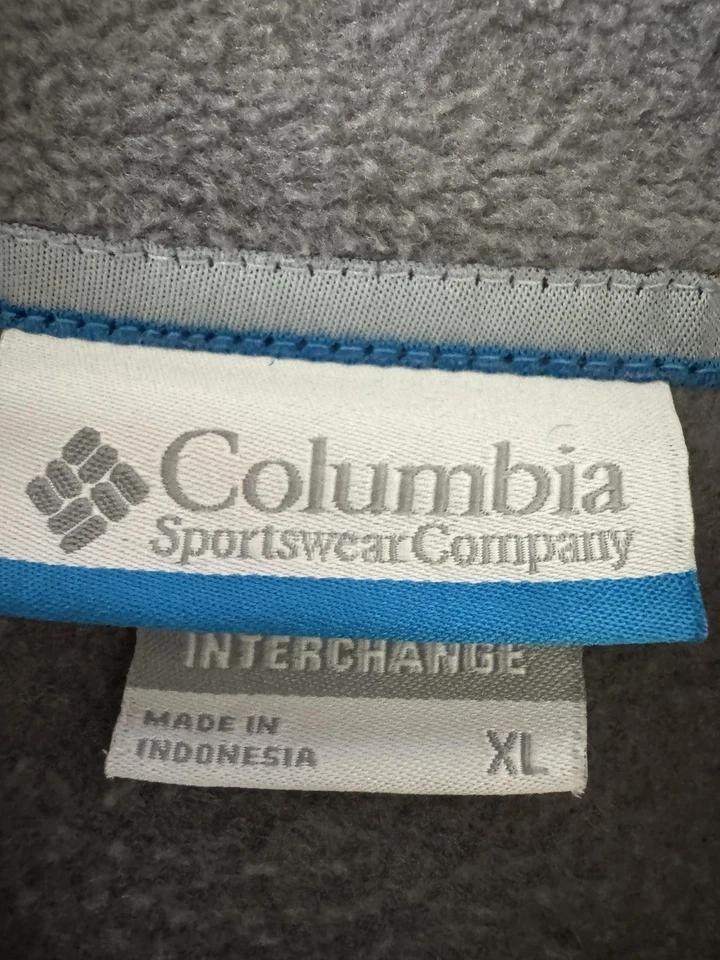 Columbia
Sportswear Company
INTERCHANGE
MADE IN
INDONESIA
XL